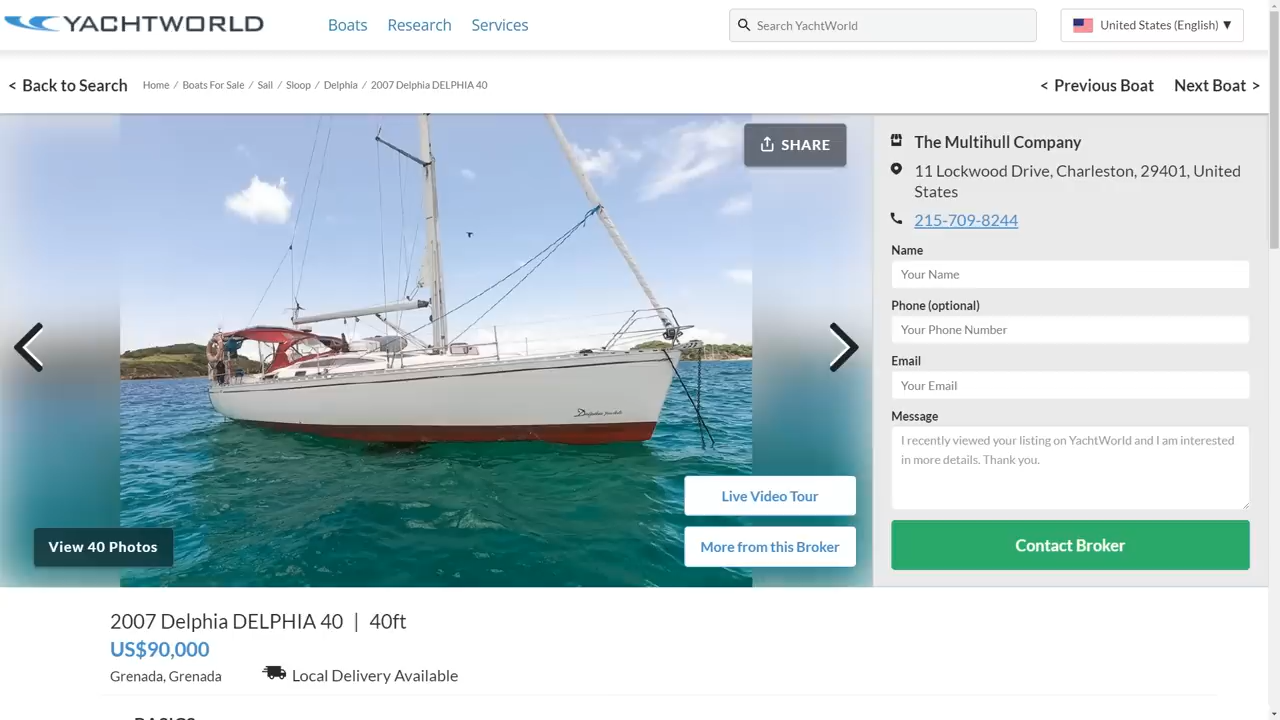 YACHTWORLD
Boats
Research
Services
Search YachtWorld
United States (English) ▼
< Back to Search
Home / Boats For Sale / Sail / Sloop / Delphia / 2007 Delphia DELPHIA 40
< Previous Boat
Next Boat >
SHARE
The Multihull Company
11 Lockwood Drive, Charleston, 29401, United
States
215-709-8244
Name
Your Name
Phone (optional)
Your Phone Number
Email
Your Email
Message
I recently viewed your listing on YachtWorld and I am interested
in more details. Thank you.
Contact Broker
Delphia
Live Video Tour
More from this Broker
View 40 Photos
2007 Delphia DELPHIA 40 | 40ft
US$90,000
Grenada, Grenada
Local Delivery Available
BASICS